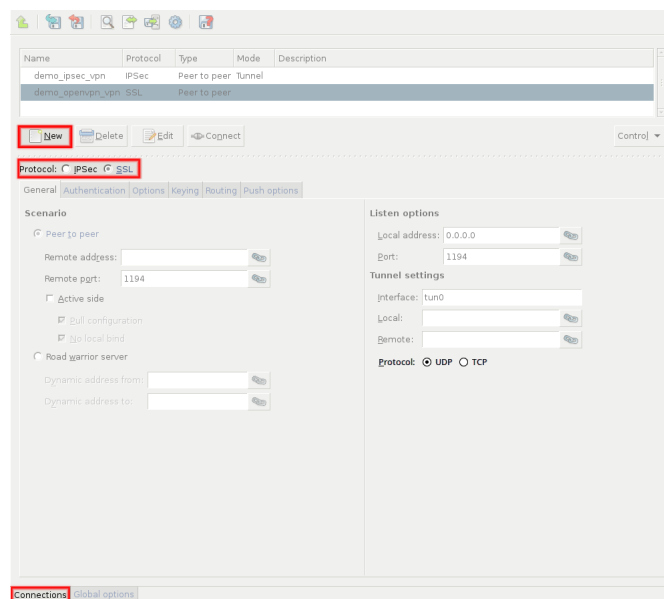 Name Protocol Type Mode Description
demo_ipsec_vpn IPSec Peer to peer Tunnel
demo_openvpn_vpn SSL Peer to peer
New Delete Edit Connect Control
Protocol: IPSec SSL
General Authentication Options Keying Routing Push options
Scenario
Peer to peer
Remote address:
Remote port: 1194
Active side
Pull configuration
No local bind
Road warrior server
Dynamic address from:
Dynamic address to:
Listen options
Local address: 0.0.0.0
Port: 1194
Tunnel settings
Interface: tun0
Local:
Remote:
Protocol: UDP TCP
Connections Global options